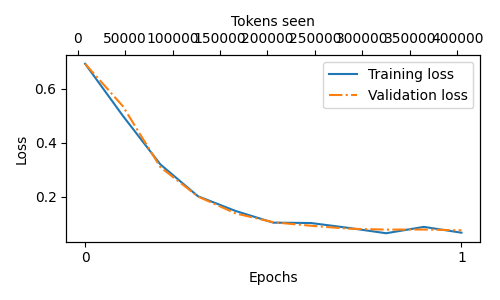 Tokens seen
0 50000 100000 150000 200000 250000 300000 350000 400000
Training loss
Validation loss
0.6
0.4
0.2
Loss
0 1
Epochs